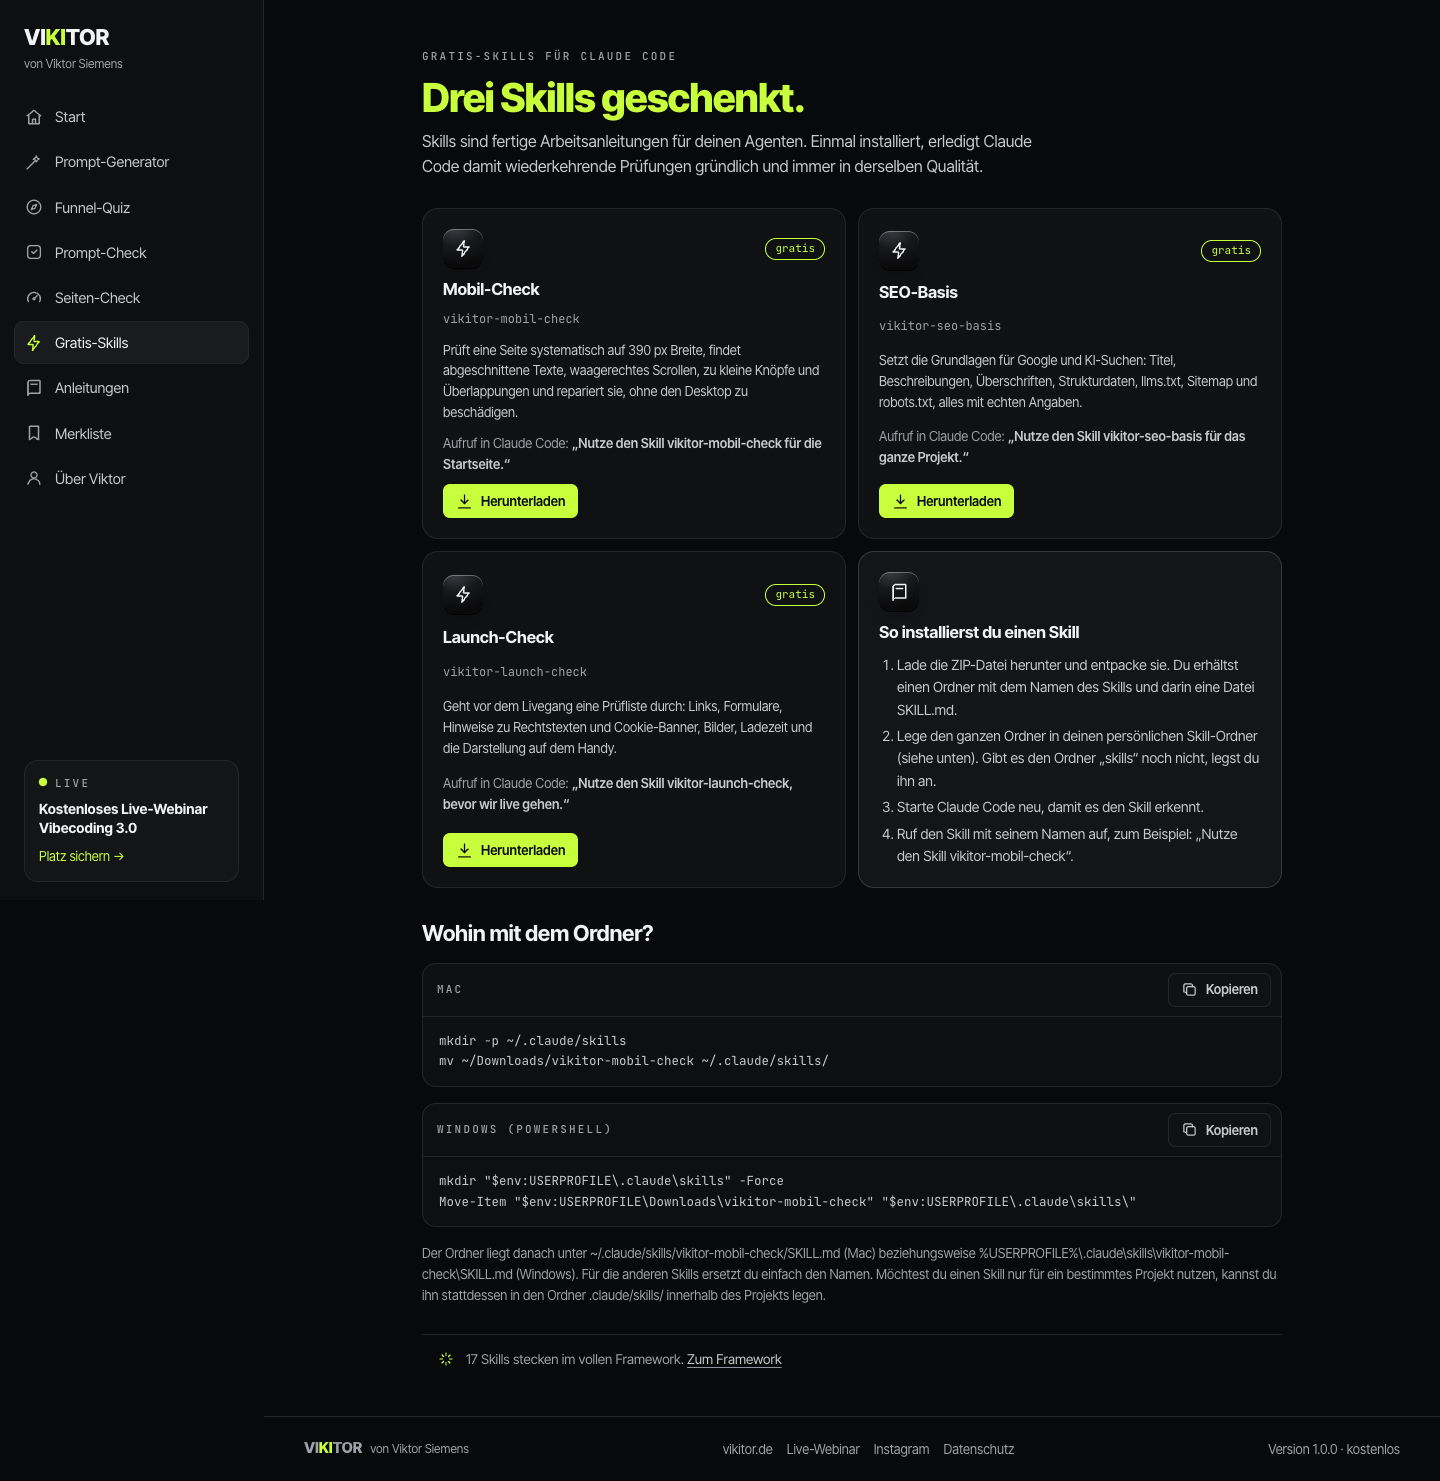 VIKITOR
von Viktor Siemens
Start
Prompt-Generator
Funnel-Quiz
Prompt-Check
Seiten-Check
Gratis-Skills
Anleitungen
Merkliste
Über Viktor
LIVE
Kostenloses Live-Webinar
Vibecoding 3.0
Platz sichern →
GRATIS-SKILLS FÜR CLAUDE CODE
Drei Skills geschenkt.
Skills sind fertige Arbeitsanleitungen für deinen Agenten. Einmal installiert, erledigt Claude
Code damit wiederkehrende Prüfungen gründlich und immer in derselben Qualität.
gratis
Mobil-Check
vikitor-mobil-check
Prüft eine Seite systematisch auf 390 px Breite, findet
abgeschnittene Texte, waagerechtes Scrollen, zu kleine Knöpfe und
Überlappungen und repariert sie, ohne den Desktop zu
beschädigen.
Aufruf in Claude Code: „Nutze den Skill vikitor-mobil-check für die
Startseite.“
Herunterladen
gratis
SEO-Basis
vikitor-seo-basis
Setzt die Grundlagen für Google und KI-Suchen: Titel,
Beschreibungen, Überschriften, Strukturdaten, llms.txt, Sitemap und
robots.txt, alles mit echten Angaben.
Aufruf in Claude Code: „Nutze den Skill vikitor-seo-basis für das
ganze Projekt.“
Herunterladen
gratis
Launch-Check
vikitor-launch-check
Geht vor dem Livegang eine Prüfliste durch: Links, Formulare,
Hinweise zu Rechtstexten und Cookie-Banner, Bilder, Ladezeit und
die Darstellung auf dem Handy.
Aufruf in Claude Code: „Nutze den Skill vikitor-launch-check,
bevor wir live gehen.“
Herunterladen
So installierst du einen Skill
1. Lade die ZIP-Datei herunter und entpacke sie. Du erhältst
einen Ordner mit dem Namen des Skills und darin eine Datei
SKILL.md.
2. Lege den ganzen Ordner in deinen persönlichen Skill-Ordner
(siehe unten). Gibt es den Ordner „skills“ noch nicht, legst du
ihn an.
3. Starte Claude Code neu, damit es den Skill erkennt.
4. Ruf den Skill mit seinem Namen auf, zum Beispiel: „Nutze
den Skill vikitor-mobil-check“.
Wohin mit dem Ordner?
MAC
Kopieren
mkdir -p ~/.claude/skills
mv ~/Downloads/vikitor-mobil-check ~/.claude/skills/
WINDOWS (POWERSHELL)
Kopieren
mkdir "$env:USERPROFILE\.claude\skills" -Force
Move-Item "$env:USERPROFILE\Downloads\vikitor-mobil-check" "$env:USERPROFILE\.claude\skills\"
Der Ordner liegt danach unter ~/.claude/skills/vikitor-mobil-check/SKILL.md (Mac) beziehungsweise %USERPROFILE%\.claude\skills\vikitor-mobil-
check\SKILL.md (Windows). Für die anderen Skills ersetzt du einfach den Namen. Möchtest du einen Skill nur für ein bestimmtes Projekt nutzen, kannst du
ihn stattdessen in den Ordner .claude/skills/ innerhalb des Projekts legen.
17 Skills stecken im vollen Framework. Zum Framework
VIKITOR von Viktor Siemens
vikitor.de Live-Webinar Instagram Datenschutz
Version 1.0.0 · kostenlos